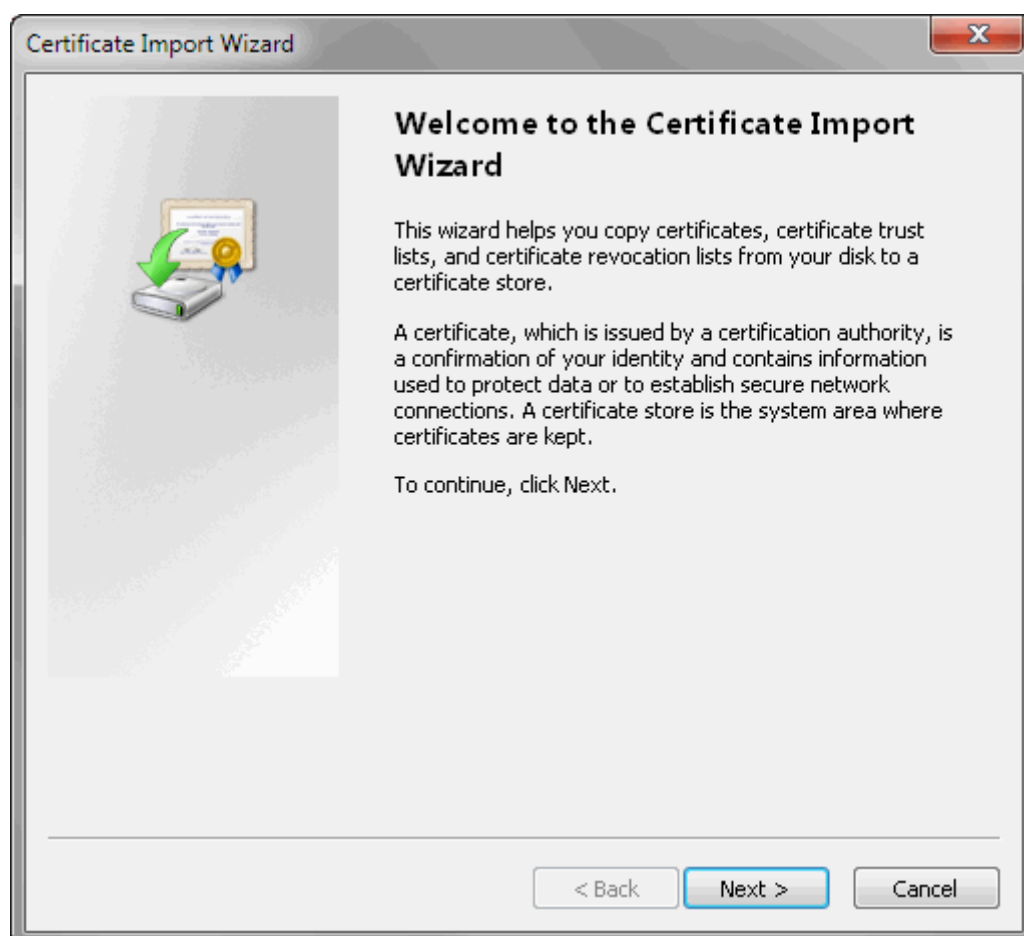 Certificate Import Wizard
Welcome to the Certificate Import
Wizard
This wizard helps you copy certificates, certificate trust
lists, and certificate revocation lists from your disk to a
certificate store.
A certificate, which is issued by a certification authority, is
a confirmation of your identity and contains information
used to protect data or to establish secure network
connections. A certificate store is the system area where
certificates are kept.
To continue, click Next.
< Back
Next >
Cancel